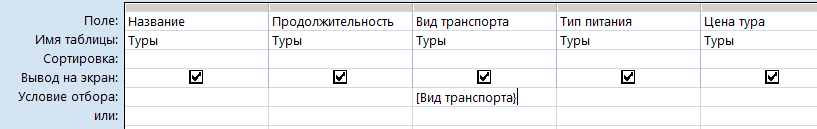 Поле: Название Продолжительность Вид транспорта Тип питания Цена тура
Имя таблицы: Туры Туры Туры Туры Туры
Сортировка:
Вывод на экран:
Условие отбора: [Вид транспорта}
или: